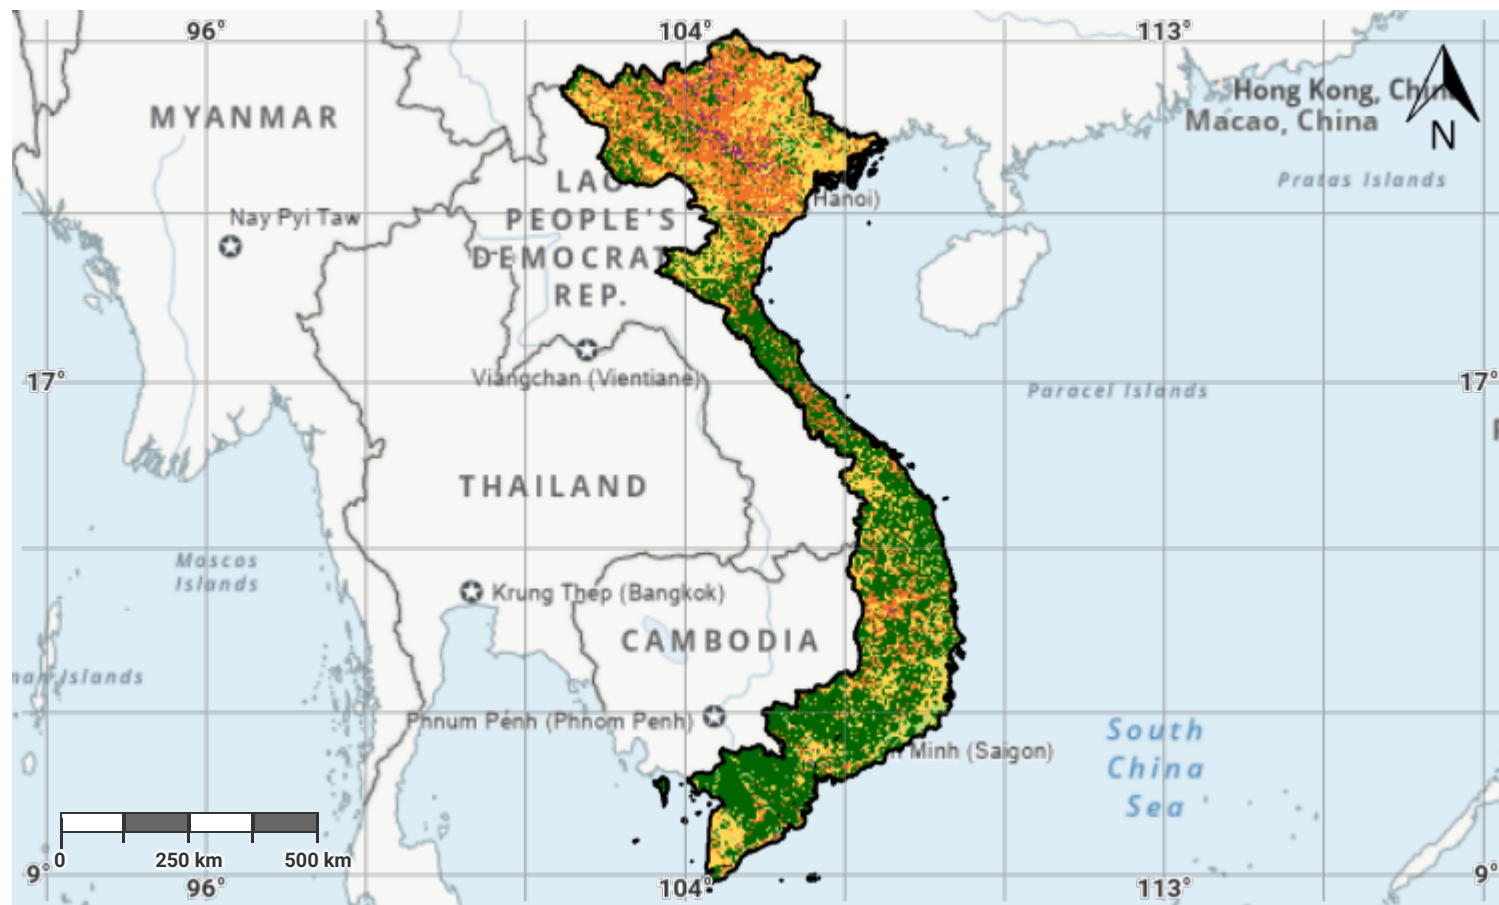 96° 104° 113°
Hong Kong, China
MYANMAR
Macao, China
N
LAO
Pratas Islands
Hanoi)
Nay Pyi Taw
PEOPLE'S
DEMOCRAT
REP.
Viangchan (Vientiane)
17° 17°
Paracel Islands
THAILAND
Moscos
Islands
Krung Thep (Bangkok)
CAMBODIA
Islands
Phnum Pénh (Phnom Penh)
South
Minh (Saigon)
China
Sea
0 250 km 500 km
9° 9°
96° 104° 113°